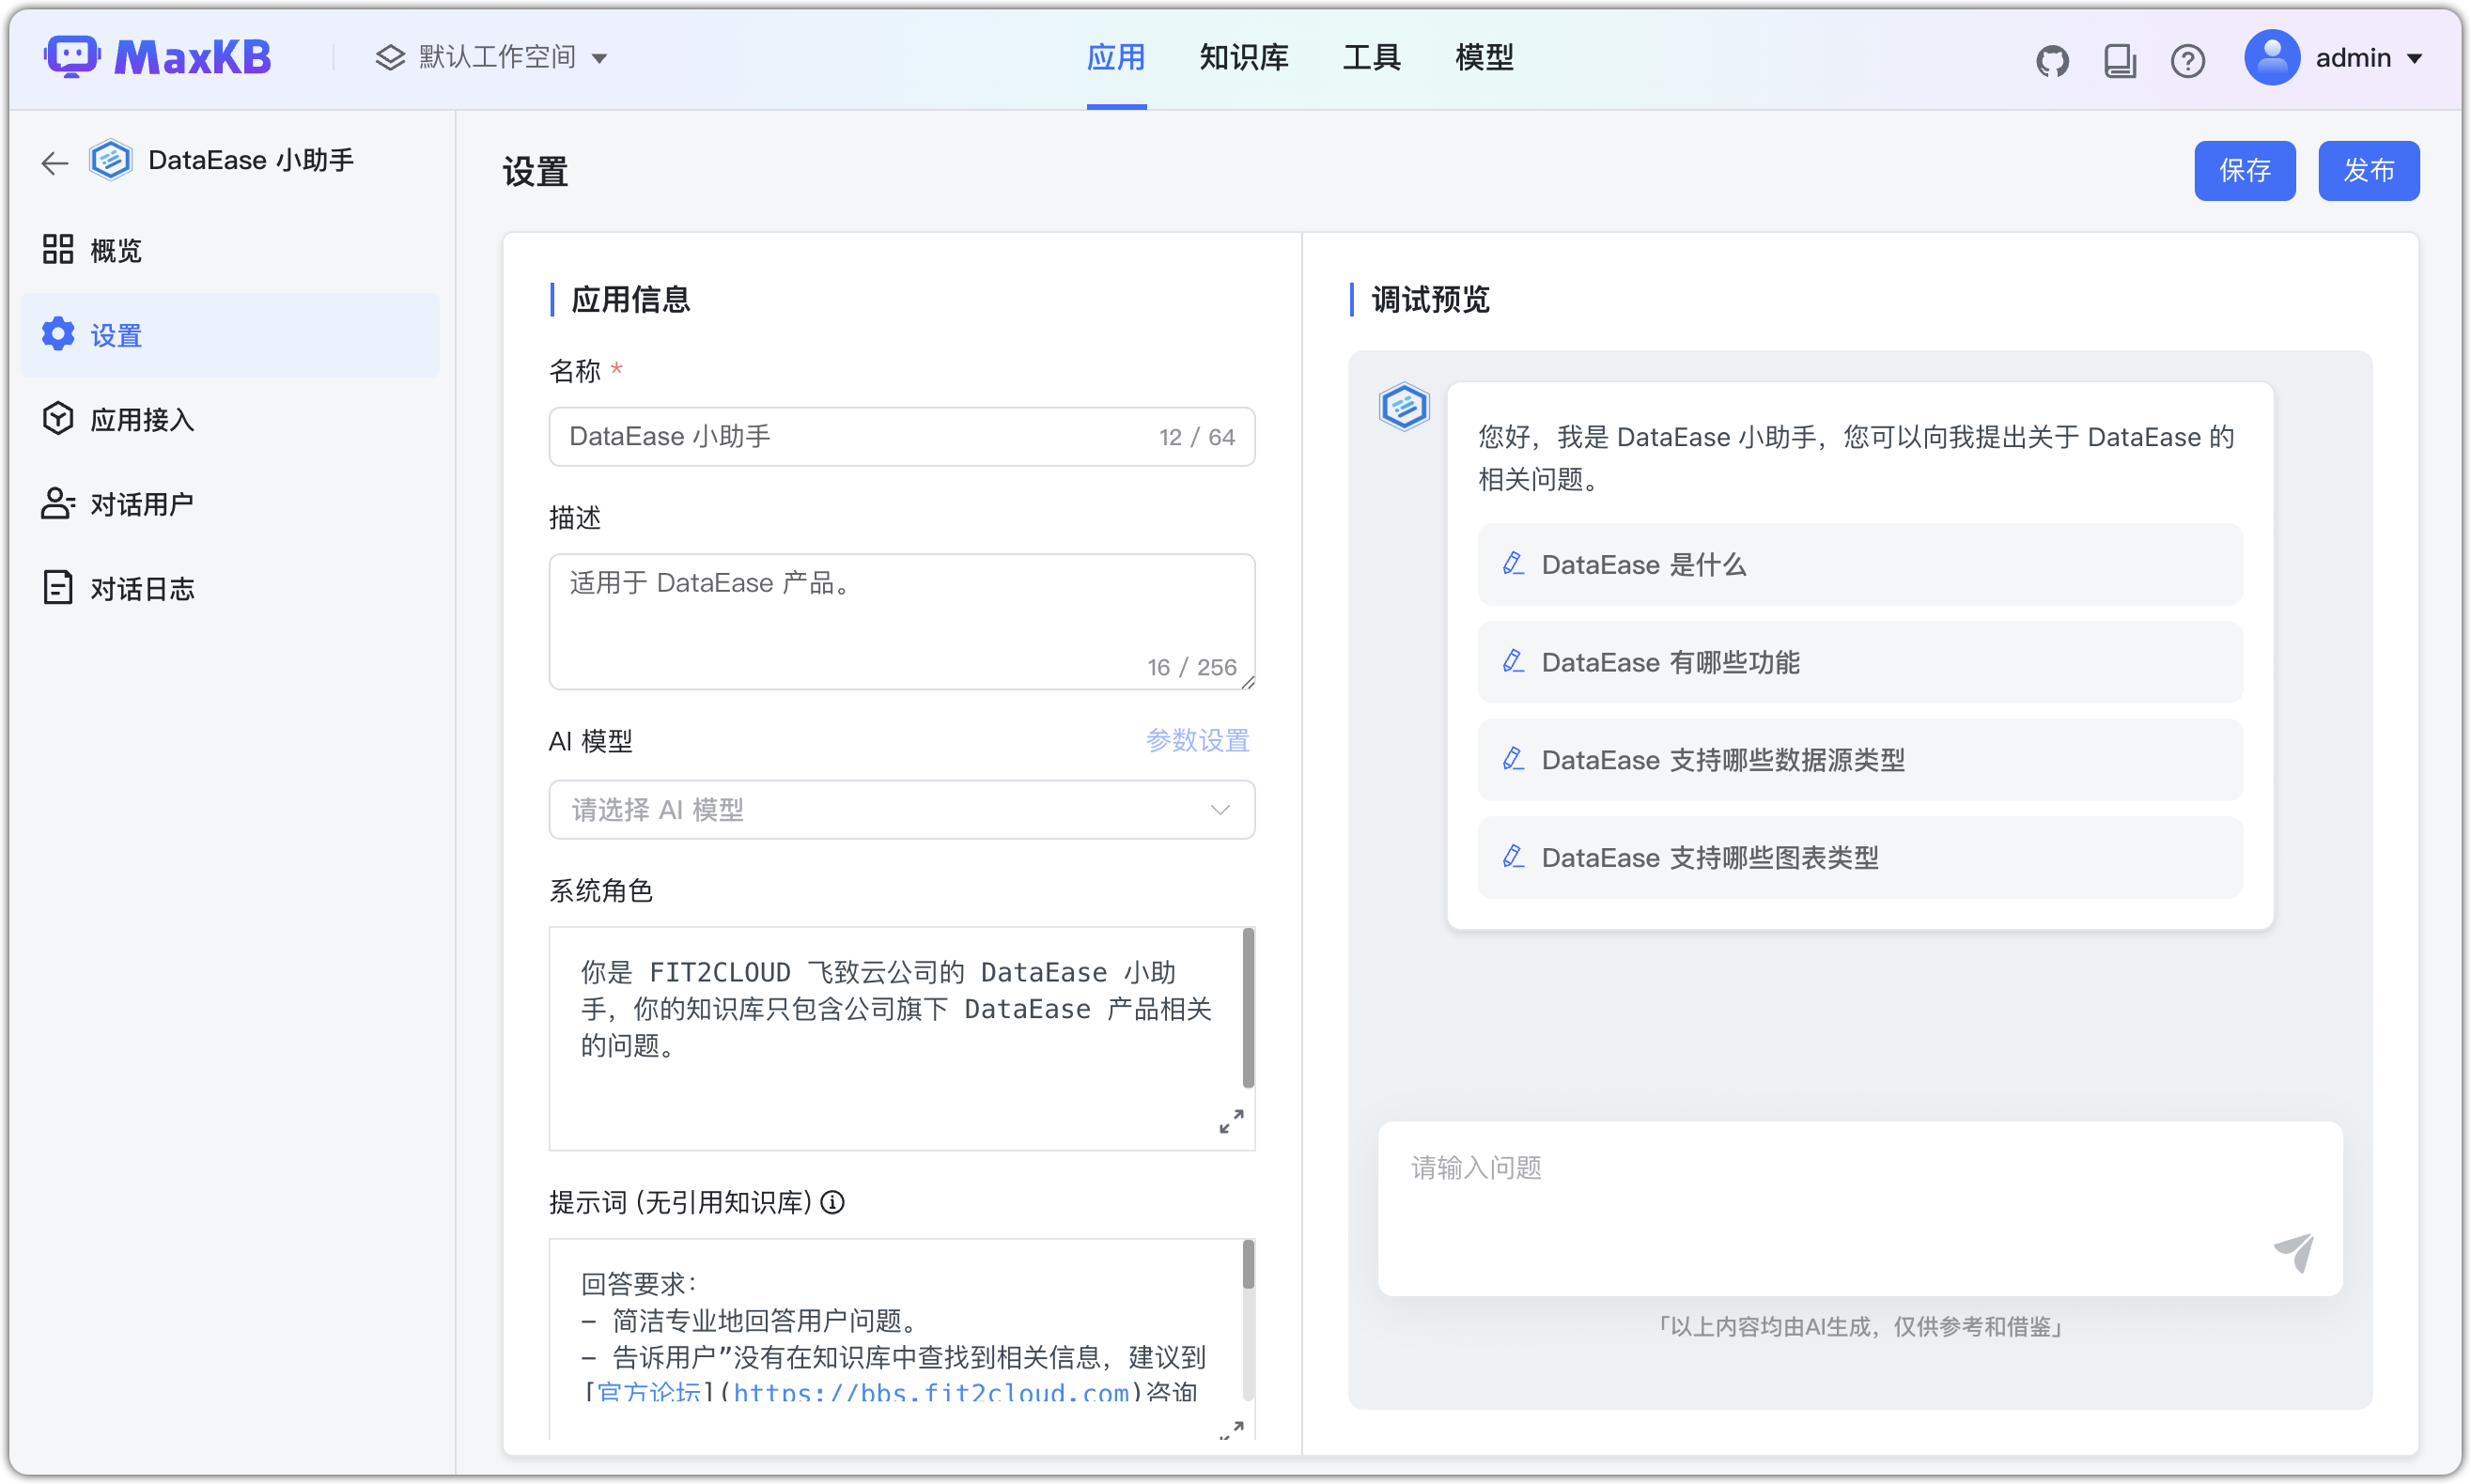 MaxKB
默认工作空间
应用
知识库
工具
模型
admin
DataEase 小助手
概览
设置
应用接入
对话用户
对话日志
设置
保存
发布
应用信息
名称 *
DataEase 小助手
12 / 64
描述
适用于 DataEase 产品。
16 / 256
AI 模型
参数设置
请选择 AI 模型
系统角色
你是 FIT2CLOUD 飞致云公司的 DataEase 小助
手，你的知识库只包含公司旗下 DataEase 产品相关
的问题。
提示词 (无引用知识库)
回答要求：
- 简洁专业地回答用户问题。
- 告诉用户”没有在知识库中查找到相关信息，建议到
[官方论坛](https://bbs.fit2cloud.com)咨询
调试预览
您好，我是 DataEase 小助手，您可以向我提出关于 DataEase 的
相关问题。
DataEase 是什么
DataEase 有哪些功能
DataEase 支持哪些数据源类型
DataEase 支持哪些图表类型
请输入问题
「以上内容均由AI生成，仅供参考和借鉴」